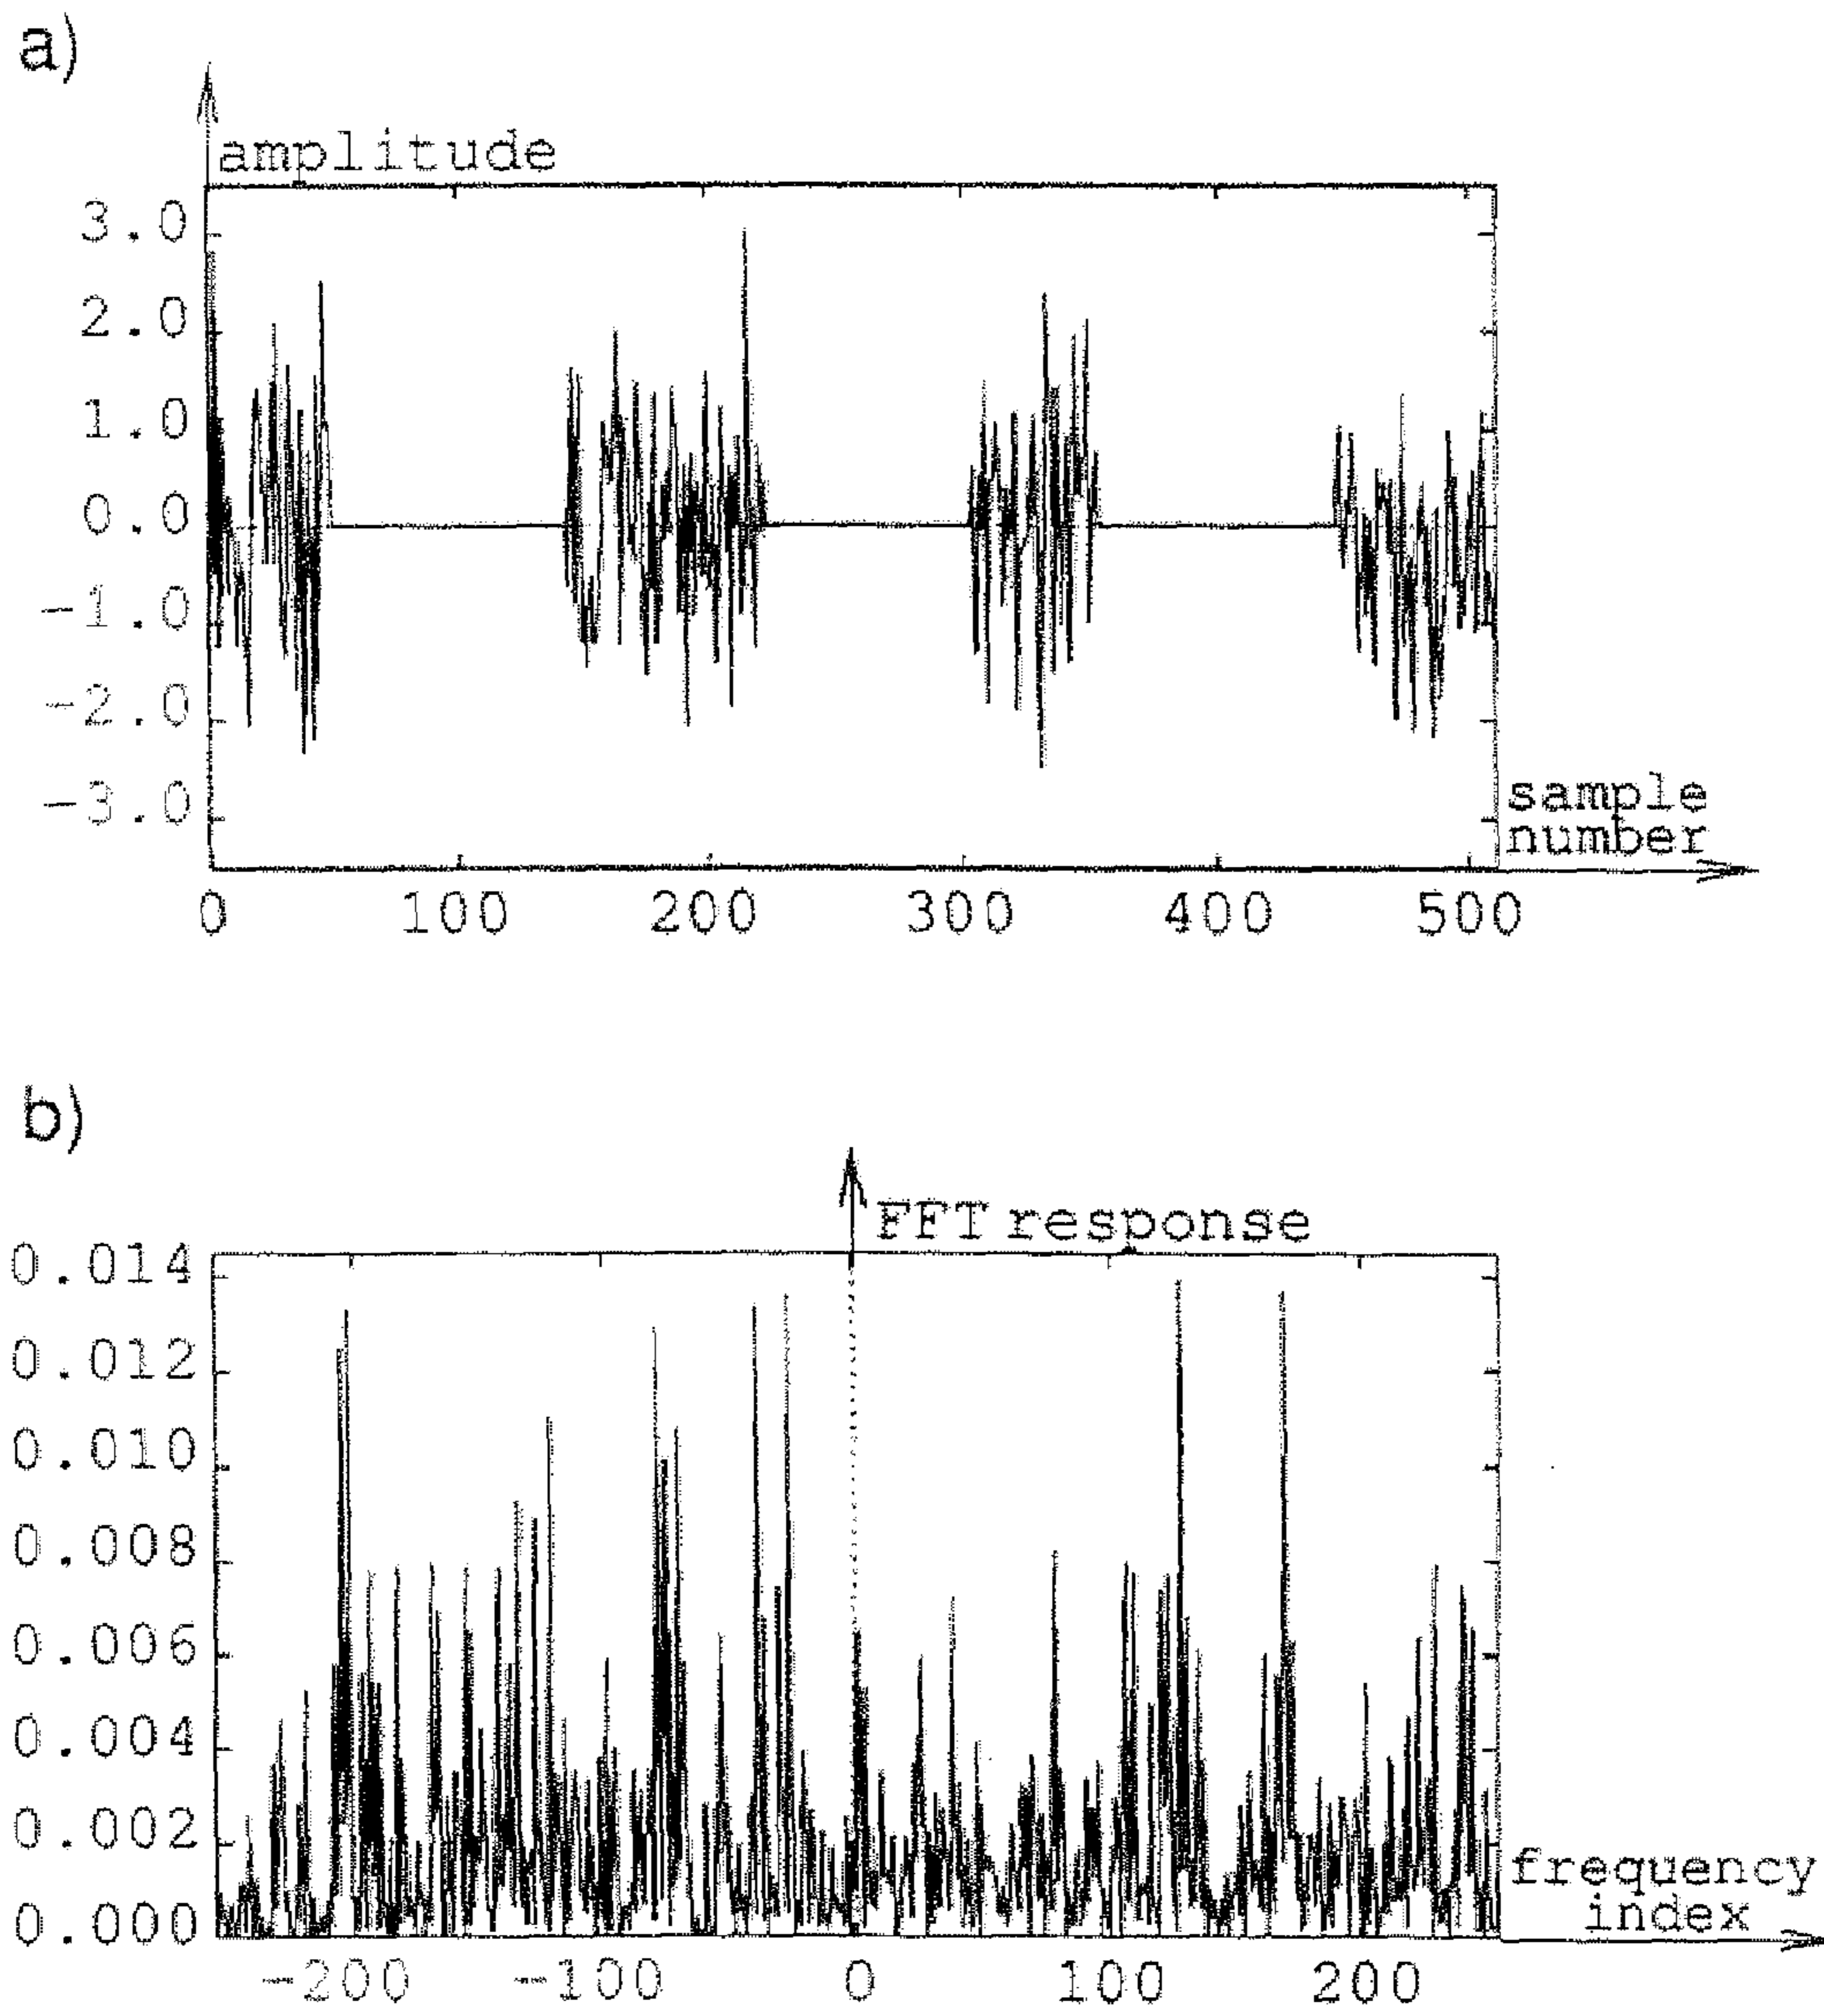 a)
amplitude
3.0
2.0
1.0
0.0
-1.0
-2.0
-3.0
sample
number
0 100 200 300 400 500
b)
FFT response
0.014
0.012
0.010
0.008
0.006
0.004
0.002
0.000
frequency
index
-200 -100 0 100 200